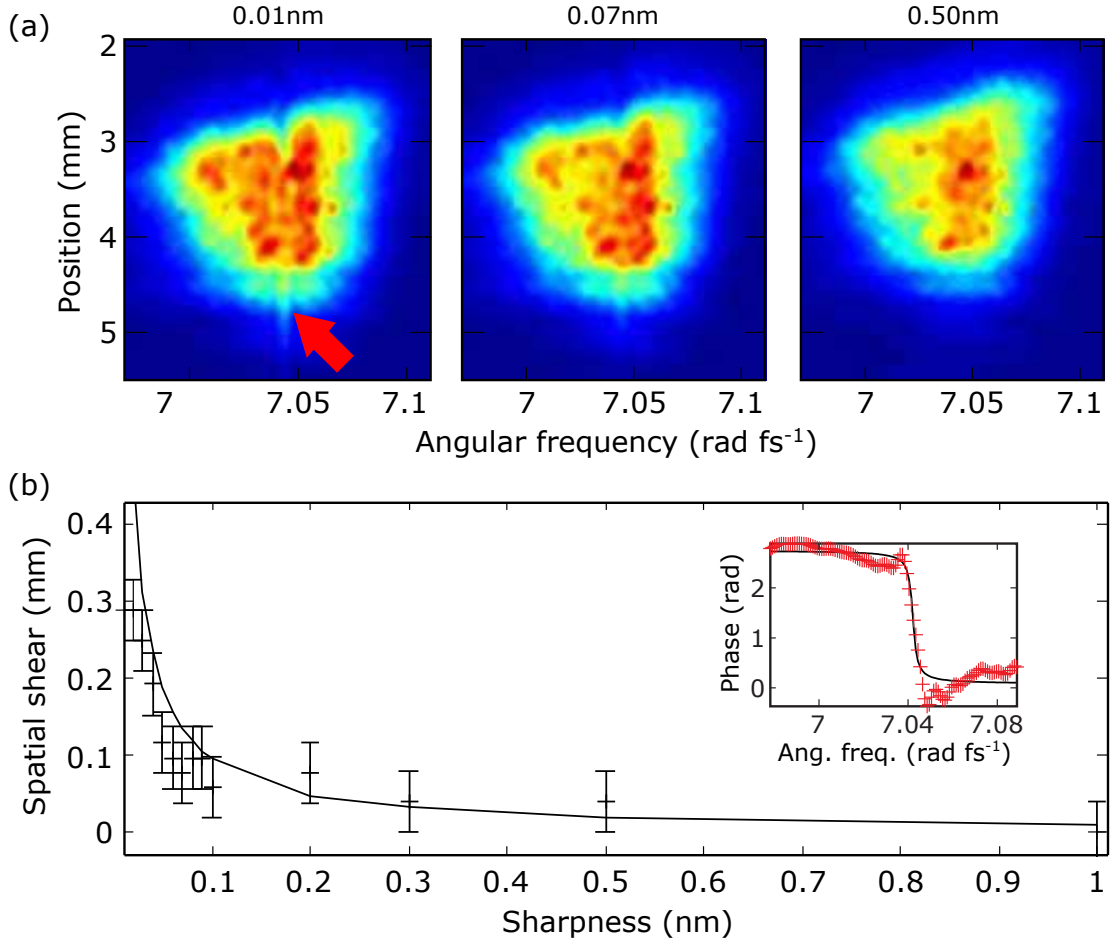 (a)
0.01nm 0.07nm 0.50nm
Position (mm)
2
3
4
5
7 7.05 7.1 7 7.05 7.1 7 7.05 7.1
Angular frequency (rad fs⁻¹)
(b)
Spatial shear (mm)
0.4
0.3
0.2
0.1
0
0.1 0.2 0.3 0.4 0.5 0.6 0.7 0.8 0.9 1
Sharpness (nm)
Phase (rad)
2
1
0
7 7.04 7.08
Ang. freq. (rad fs⁻¹)